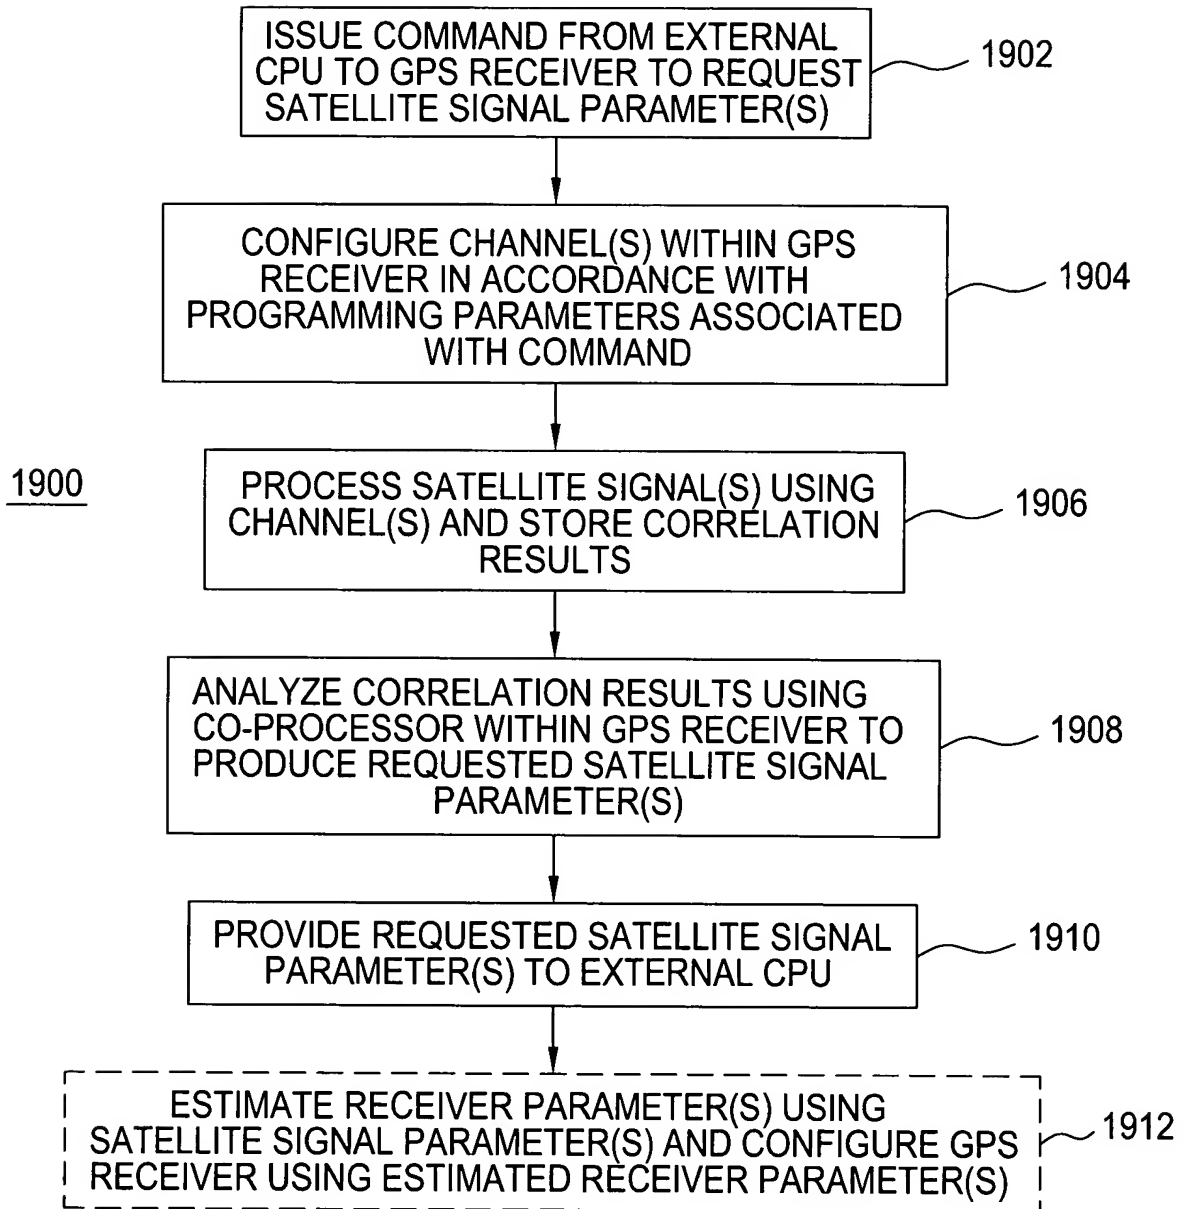 ISSUE COMMAND FROM EXTERNAL
CPU TO GPS RECEIVER TO REQUEST
SATELLITE SIGNAL PARAMETER(S)
1902
CONFIGURE CHANNEL(S) WITHIN GPS
RECEIVER IN ACCORDANCE WITH
PROGRAMMING PARAMETERS ASSOCIATED
WITH COMMAND
1904
1900
PROCESS SATELLITE SIGNAL(S) USING
CHANNEL(S) AND STORE CORRELATION
RESULTS
1906
ANALYZE CORRELATION RESULTS USING
CO-PROCESSOR WITHIN GPS RECEIVER TO
PRODUCE REQUESTED SATELLITE SIGNAL
PARAMETER(S)
1908
PROVIDE REQUESTED SATELLITE SIGNAL
PARAMETER(S) TO EXTERNAL CPU
1910
ESTIMATE RECEIVER PARAMETER(S) USING
SATELLITE SIGNAL PARAMETER(S) AND CONFIGURE GPS
RECEIVER USING ESTIMATED RECEIVER PARAMETER(S)
1912